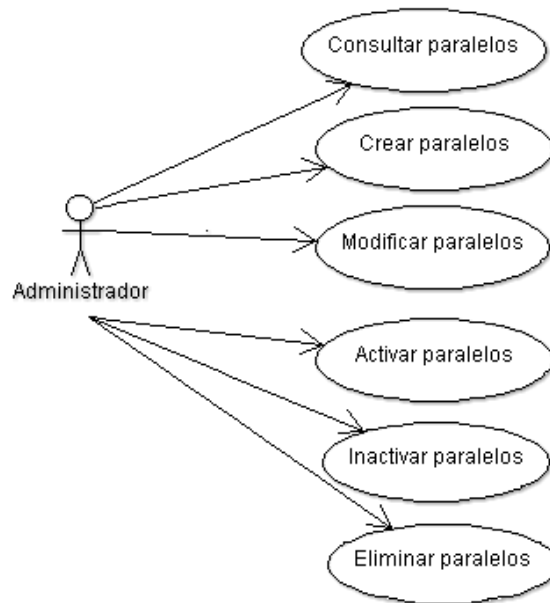 Consultar paralelos
Crear paralelos
Modificar paralelos
Administrador
Activar paralelos
Inactivar paralelos
Eliminar paralelos